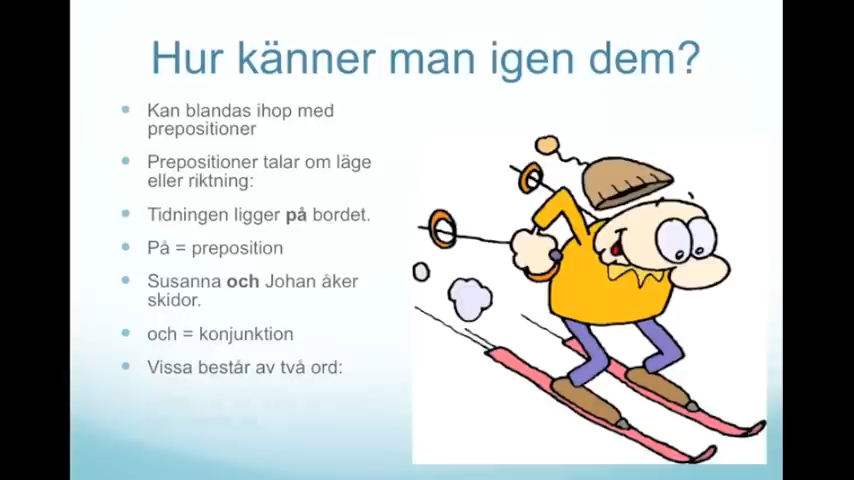 Hur känner man igen dem?
Kan blandas ihop med
prepositioner
Prepositioner talar om läge
eller riktning:
Tidningen ligger på bordet.
På = preposition
Susanna och Johan åker
skidor.
och = konjunktion
Vissa består av två ord: